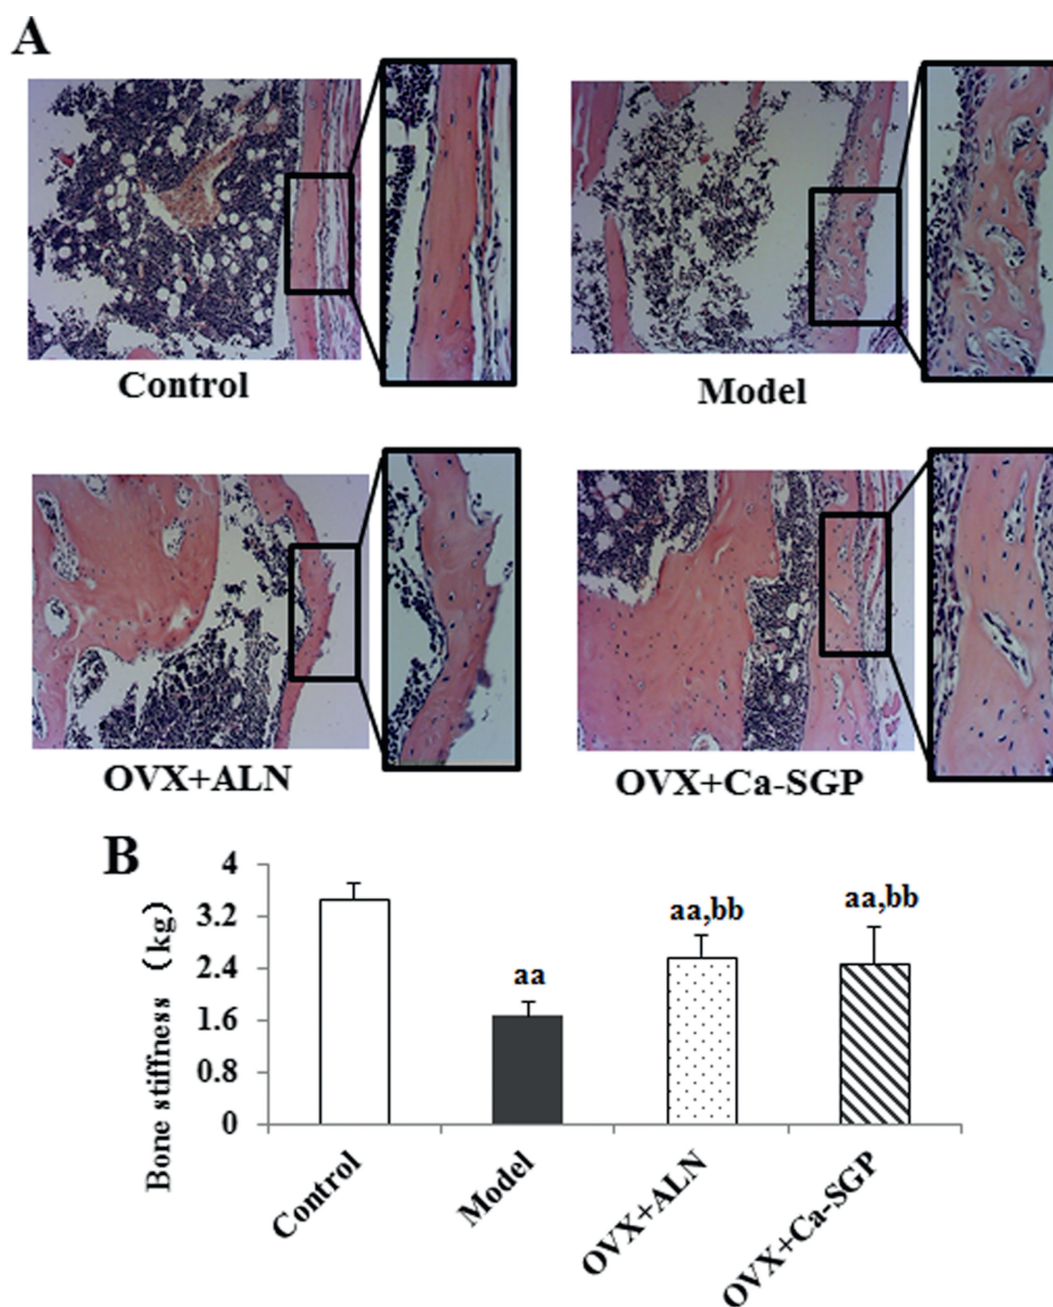 A
Control
Model
OVX+ALN
OVX+Ca-SGP
B
Bone stiffness (kg)
4
3.2
2.4
1.6
0.8
0
aa
aa,bb
aa,bb
Control
Model
OVX+ALN
OVX+Ca-SGP